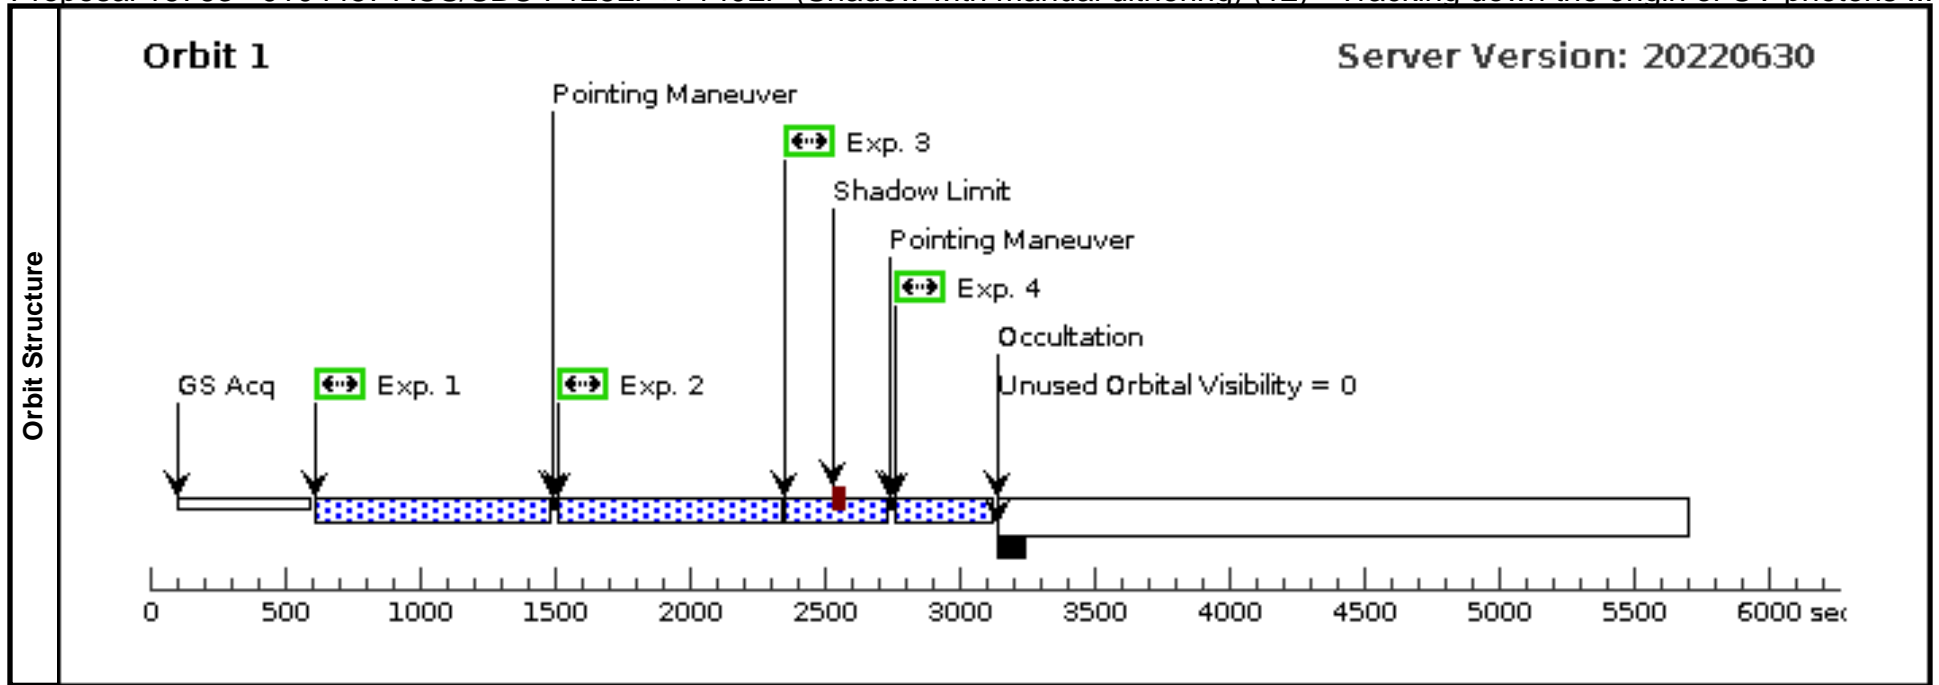 Orbit Structure
Orbit 1
Server Version: 20220630
Pointing Maneuver
Exp. 3
Shadow Limit
Pointing Maneuver
Exp. 4
Occultation
GS Acq
Exp. 1
Exp. 2
Unused Orbital Visibility = 0
0 500 1000 1500 2000 2500 3000 3500 4000 4500 5000 5500 6000 sec